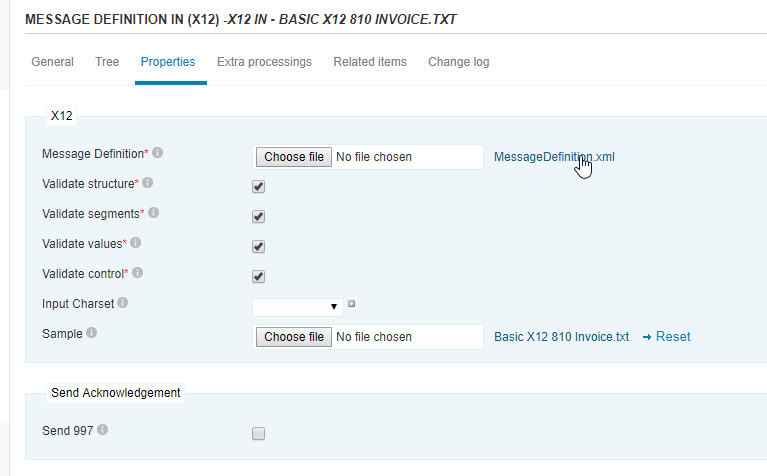 MESSAGE DEFINITION IN (X12) -X12 IN - BASIC X12 810 INVOICE.TXT
General Tree Properties Extra processings Related items Change log
X12
Message Definition* Choose file No file chosen MessageDefinition.xml
Validate structure*
Validate segments*
Validate values*
Validate control*
Input Charset
Sample Choose file No file chosen Basic X12 810 Invoice.txt Reset
Send Acknowledgement
Send 997